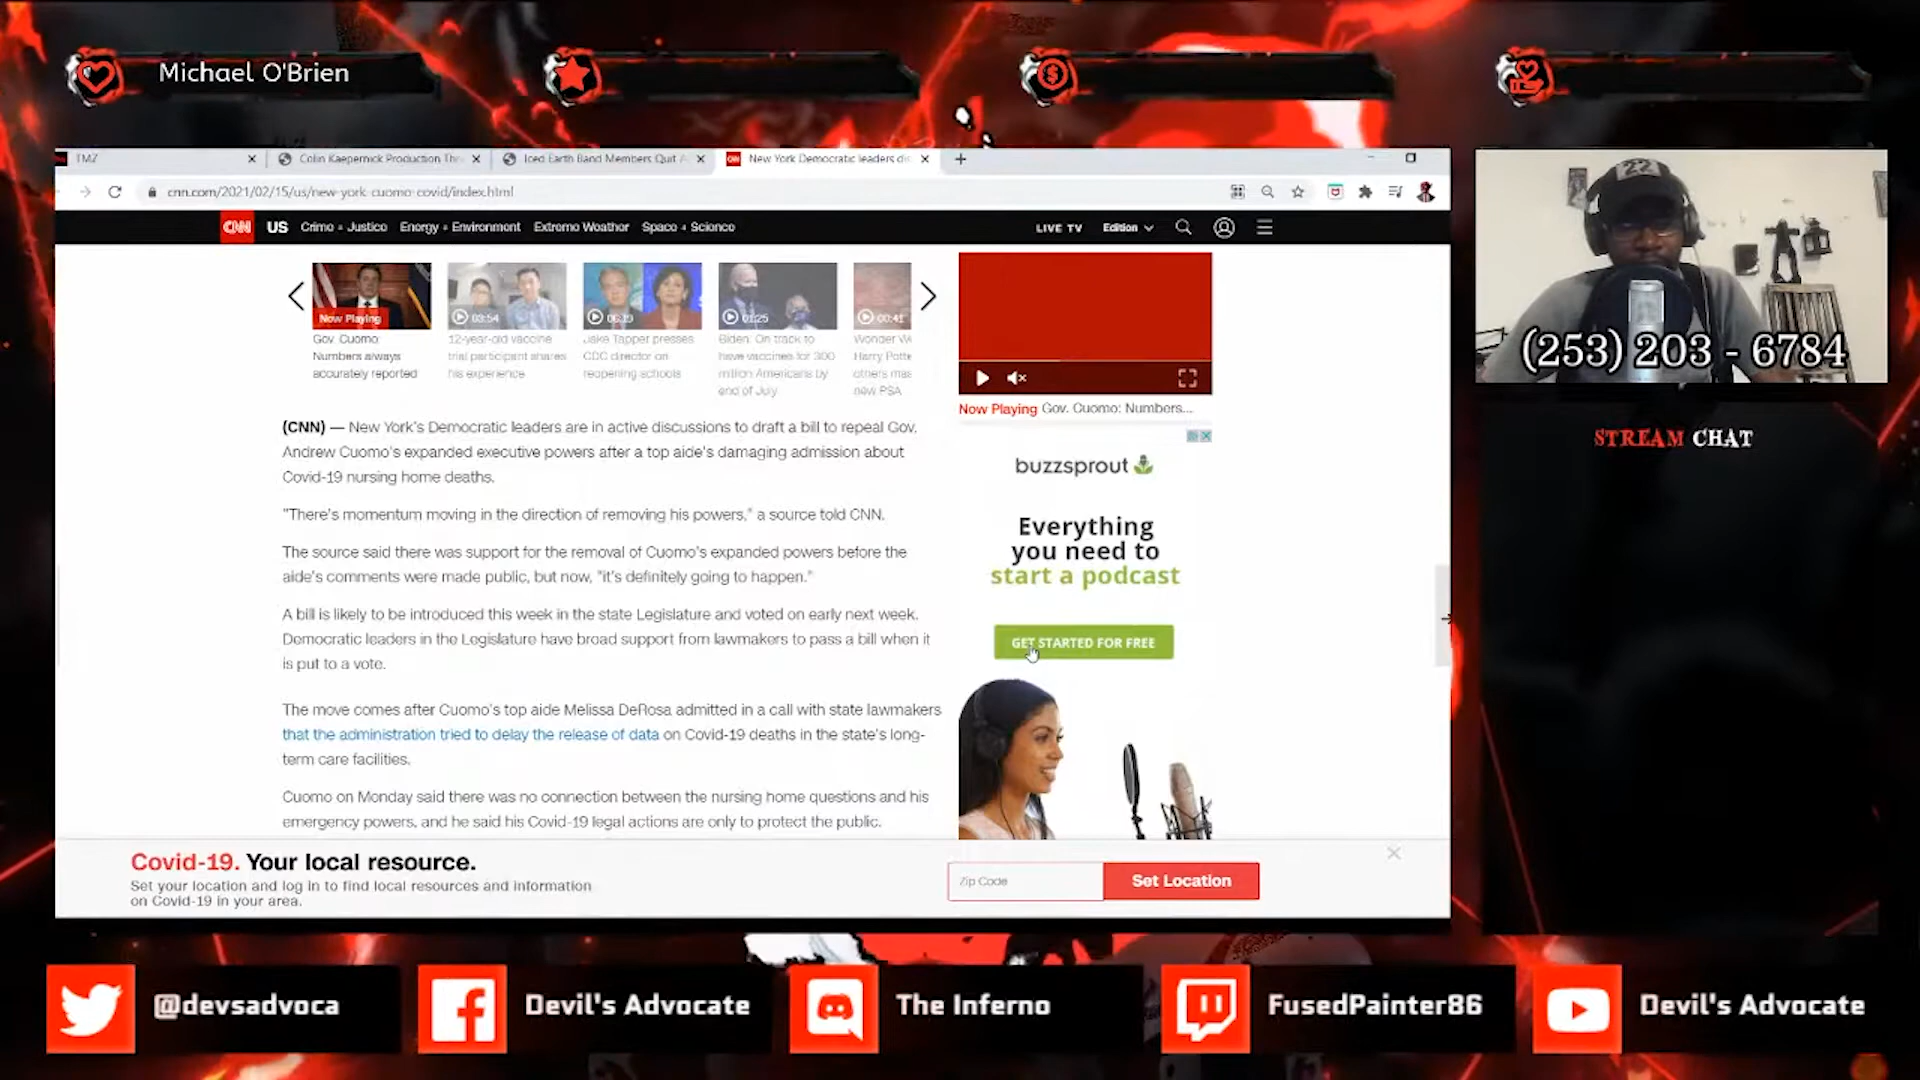 Michael O'Brien
TMZ
Colin Kaepernick Production Thr
Iced Earth Band Members Quit A
New York Democratic leaders di
cnn.com/2021/02/15/us/new-york-cuomo-covid/index.html
CNN US Crime + Justice Energy + Environment Extreme Weather Space + Science
LIVE TV Edition
Now Playing
03:54
06:19
01:25
00:41
Gov. Cuomo:
Numbers always
accurately reported
12-year-old vaccine
trial participant shares
his experience
Jake Tapper presses
CDC director on
reopening schools
Biden: On track to
have vaccines for 300
million Americans by
end of July
Wonder W
Harry Potte
others mas
new PSA
Now Playing Gov. Cuomo: Numbers...
(CNN) — New York's Democratic leaders are in active discussions to draft a bill to repeal Gov.
Andrew Cuomo's expanded executive powers after a top aide's damaging admission about
Covid-19 nursing home deaths.
"There's momentum moving in the direction of removing his powers," a source told CNN.
The source said there was support for the removal of Cuomo's expanded powers before the
aide's comments were made public, but now, "it's definitely going to happen."
A bill is likely to be introduced this week in the state Legislature and voted on early next week.
Democratic leaders in the Legislature have broad support from lawmakers to pass a bill when it
is put to a vote.
The move comes after Cuomo's top aide Melissa DeRosa admitted in a call with state lawmakers
that the administration tried to delay the release of data on Covid-19 deaths in the state's long-
term care facilities.
Cuomo on Monday said there was no connection between the nursing home questions and his
emergency powers, and he said his Covid-19 legal actions are only to protect the public.
buzzsprout
Everything
you need to
start a podcast
GET STARTED FOR FREE
Covid-19. Your local resource.
Set your location and log in to find local resources and information
on Covid-19 in your area.
Zip Code
Set Location
22
(253) 203 - 6784
STREAM CHAT
@devsadvoca
Devil's Advocate
The Inferno
FusedPainter86
Devil's Advocate